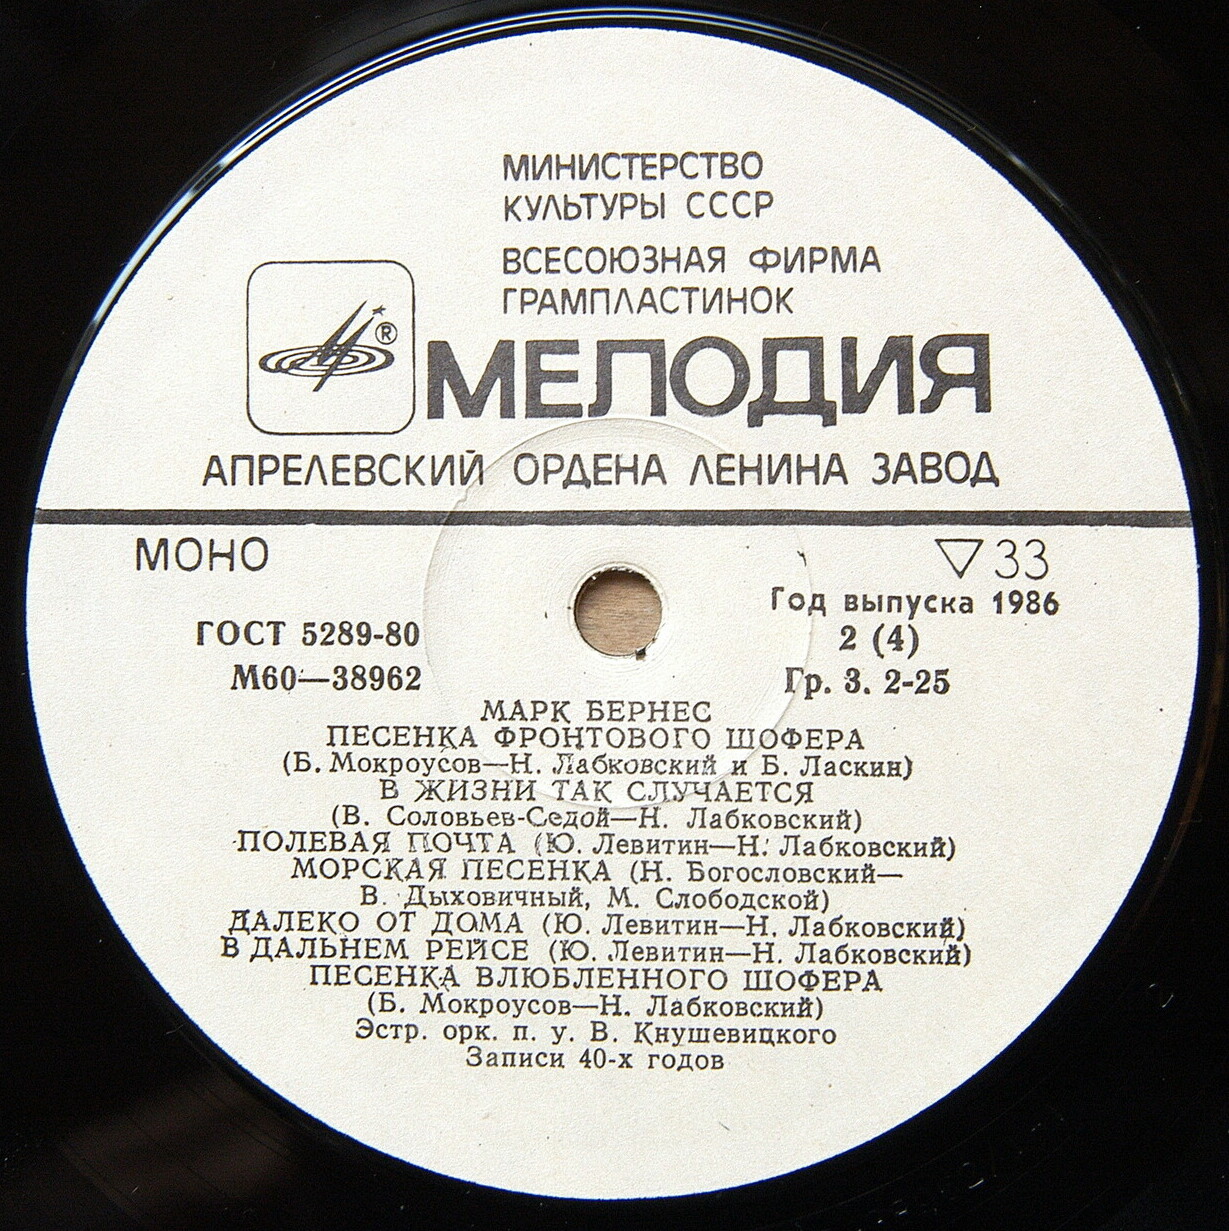 МИНИСТЕРСТВО
КУЛЬТУРЫ СССР
ВСЕСОЮЗНАЯ ФИРМА
ГРАМПЛАСТИНОК
®
МЕЛОДИЯ
АПРЕЛЕВСКИЙ ОРДЕНА ЛЕНИНА ЗАВОД
МОНО
▽33
Год выпуска 1986
ГОСТ 5289-80
2 (4)
М60—38962
Гр. 3. 2-25
МАРК БЕРНЕС
ПЕСЕНКА ФРОНТОВОГО ШОФЕРА
(Б. Мокроусов—Н. Лабковский и Б. Ласкин)
В ЖИЗНИ ТАК СЛУЧАЕТСЯ
(В. Соловьев-Седой—Н. Лабковский)
ПОЛЕВАЯ ПОЧТА (Ю. Левитин—Н. Лабковский)
МОРСКАЯ ПЕСЕНКА (Н. Богословский—
В. Дыховичный, М. Слободской)
ДАЛЕКО ОТ ДОМА (Ю. Левитин—Н. Лабковский)
В ДАЛЬНЕМ РЕЙСЕ (Ю. Левитин—Н. Лабковский)
ПЕСЕНКА ВЛЮБЛЕННОГО ШОФЕРА
(Б. Мокроусов—Н. Лабковский)
Эстр. орк. п. у. В. Кнушевицкого
Записи 40-х годов